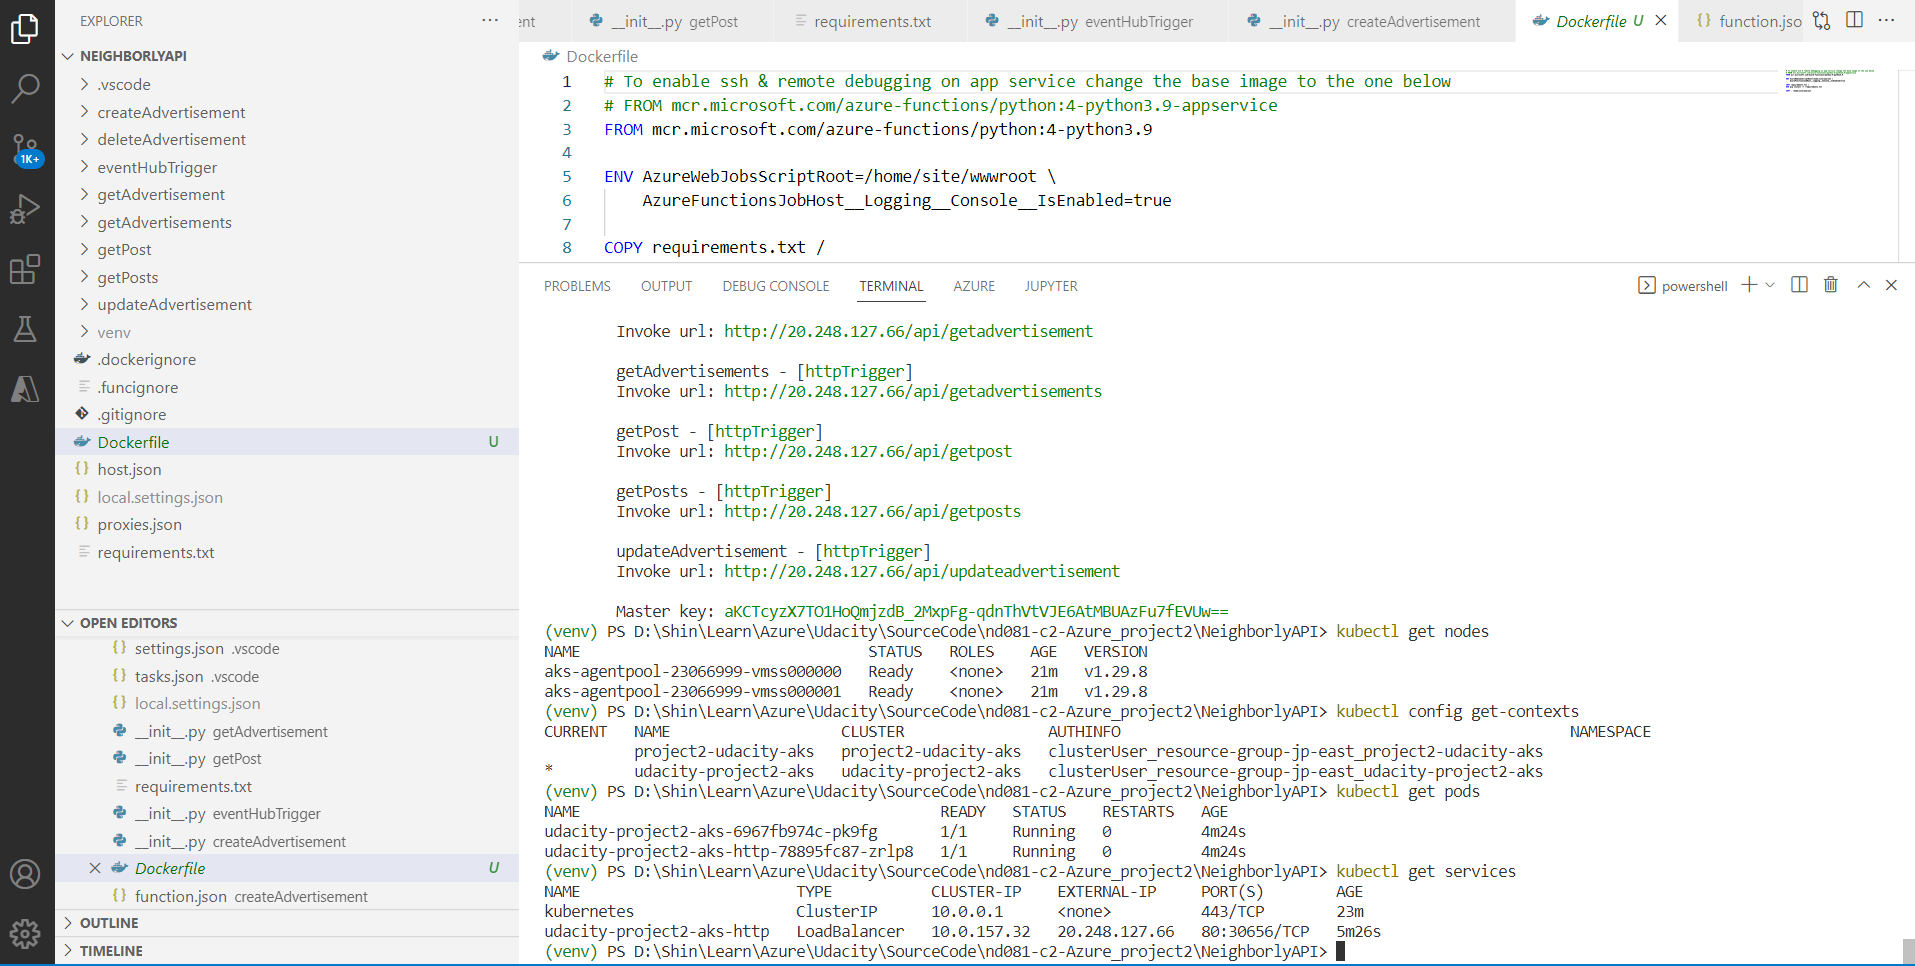 EXPLORER
NEIGHBORLYAPI
.vscode
createAdvertisement
deleteAdvertisement
eventHubTrigger
getAdvertisement
getAdvertisements
getPost
getPosts
updateAdvertisement
venv
.dockerignore
.funcignore
.gitignore
Dockerfile U
host.json
local.settings.json
proxies.json
requirements.txt
OPEN EDITORS
settings.json .vscode
tasks.json .vscode
local.settings.json
__init__.py getAdvertisement
__init__.py getPost
requirements.txt
__init__.py eventHubTrigger
__init__.py createAdvertisement
Dockerfile U
function.json createAdvertisement
OUTLINE
TIMELINE
1K+
ent __init__.py getPost requirements.txt __init__.py eventHubTrigger __init__.py createAdvertisement Dockerfile U function.jso
Dockerfile
1 # To enable ssh & remote debugging on app service change the base image to the one below
2 # FROM mcr.microsoft.com/azure-functions/python:4-python3.9-appservice
3 FROM mcr.microsoft.com/azure-functions/python:4-python3.9
4
5 ENV AzureWebJobsScriptRoot=/home/site/wwwroot \
6 AzureFunctionsJobHost__Logging__Console__IsEnabled=true
7
8 COPY requirements.txt /
PROBLEMS OUTPUT DEBUG CONSOLE TERMINAL AZURE JUPYTER powershell
Invoke url: http://20.248.127.66/api/getadvertisement
getAdvertisements - [httpTrigger]
Invoke url: http://20.248.127.66/api/getadvertisements
getPost - [httpTrigger]
Invoke url: http://20.248.127.66/api/getpost
getPosts - [httpTrigger]
Invoke url: http://20.248.127.66/api/getposts
updateAdvertisement - [httpTrigger]
Invoke url: http://20.248.127.66/api/updateadvertisement
Master key: aKCTcyzX7TO1HoQmjzdB_2MxpFg-qdnThVtVJE6AtMBUAzFu7fEVUw==
(venv) PS D:\Shin\Learn\Azure\Udacity\SourceCode\nd081-c2-Azure_project2\NeighborlyAPI> kubectl get nodes
NAME STATUS ROLES AGE VERSION
aks-agentpool-23066999-vmss000000 Ready <none> 21m v1.29.8
aks-agentpool-23066999-vmss000001 Ready <none> 21m v1.29.8
(venv) PS D:\Shin\Learn\Azure\Udacity\SourceCode\nd081-c2-Azure_project2\NeighborlyAPI> kubectl config get-contexts
CURRENT NAME CLUSTER AUTHINFO NAMESPACE
project2-udacity-aks project2-udacity-aks clusterUser_resource-group-jp-east_project2-udacity-aks
* udacity-project2-aks udacity-project2-aks clusterUser_resource-group-jp-east_udacity-project2-aks
(venv) PS D:\Shin\Learn\Azure\Udacity\SourceCode\nd081-c2-Azure_project2\NeighborlyAPI> kubectl get pods
NAME READY STATUS RESTARTS AGE
udacity-project2-aks-6967fb974c-pk9fg 1/1 Running 0 4m24s
udacity-project2-aks-http-78895fc87-zrlp8 1/1 Running 0 4m24s
(venv) PS D:\Shin\Learn\Azure\Udacity\SourceCode\nd081-c2-Azure_project2\NeighborlyAPI> kubectl get services
NAME TYPE CLUSTER-IP EXTERNAL-IP PORT(S) AGE
kubernetes ClusterIP 10.0.0.1 <none> 443/TCP 23m
udacity-project2-aks-http LoadBalancer 10.0.157.32 20.248.127.66 80:30656/TCP 5m26s
(venv) PS D:\Shin\Learn\Azure\Udacity\SourceCode\nd081-c2-Azure_project2\NeighborlyAPI>